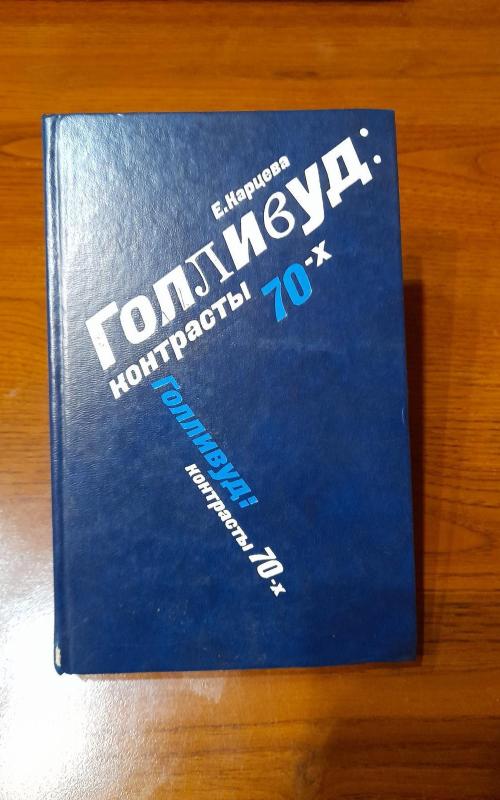 Е.Карцева
Голливуд:
контрасты 70-х
Голливуд:
контрасты 70-х